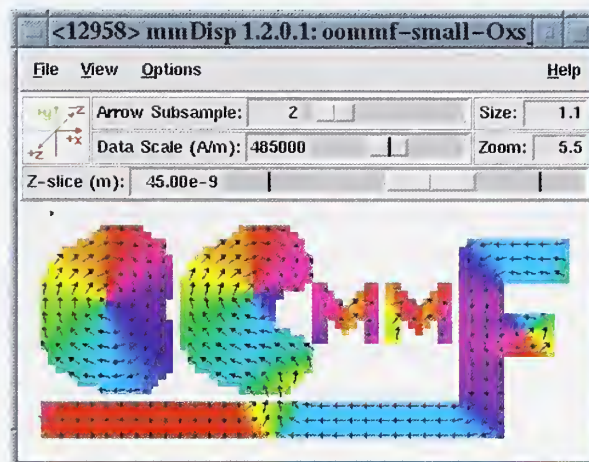 <12958> mmDisp 1.2.0.1: oommf-small-Oxs
File View Options Help
+y -z Arrow Subsample: 2 Size: 1.1
+x +z Data Scale (A/m): 485000 Zoom: 5.5
Z-slice (m): 45.00e-9
OOMMF